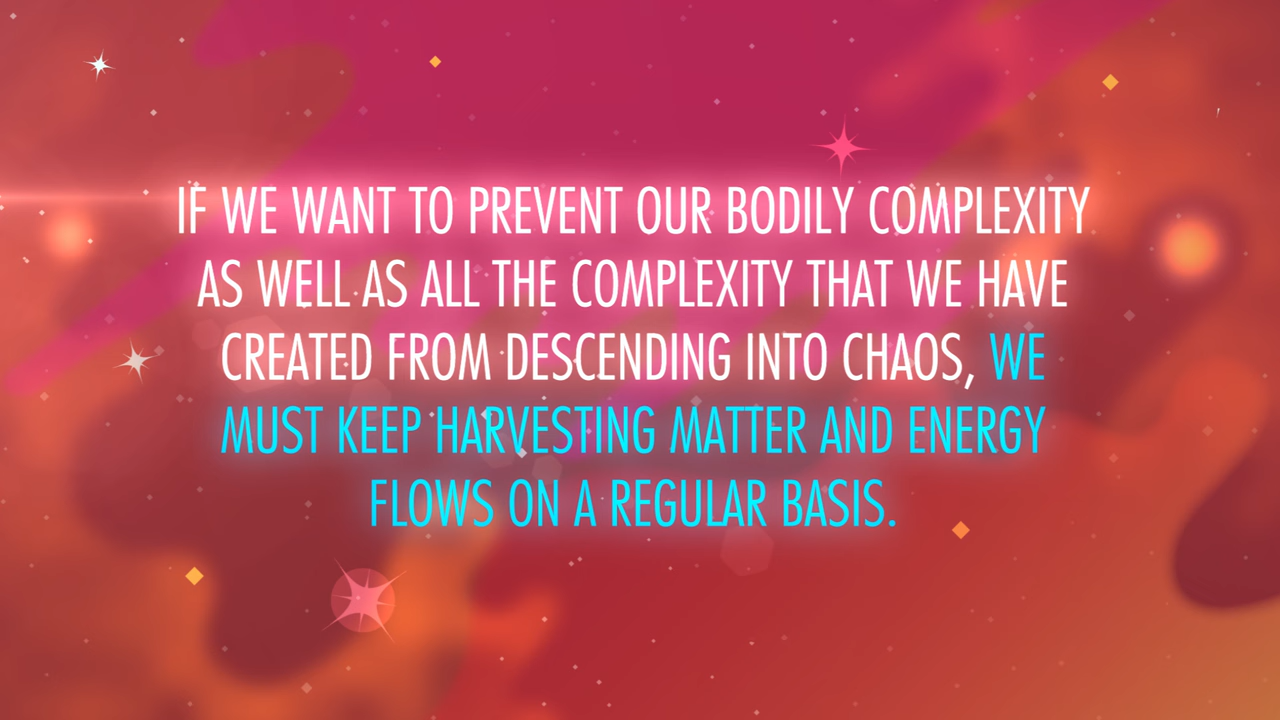 IF WE WANT TO PREVENT OUR BODILY COMPLEXITY
AS WELL AS ALL THE COMPLEXITY THAT WE HAVE
CREATED FROM DESCENDING INTO CHAOS, WE
MUST KEEP HARVESTING MATTER AND ENERGY
FLOWS ON A REGULAR BASIS.